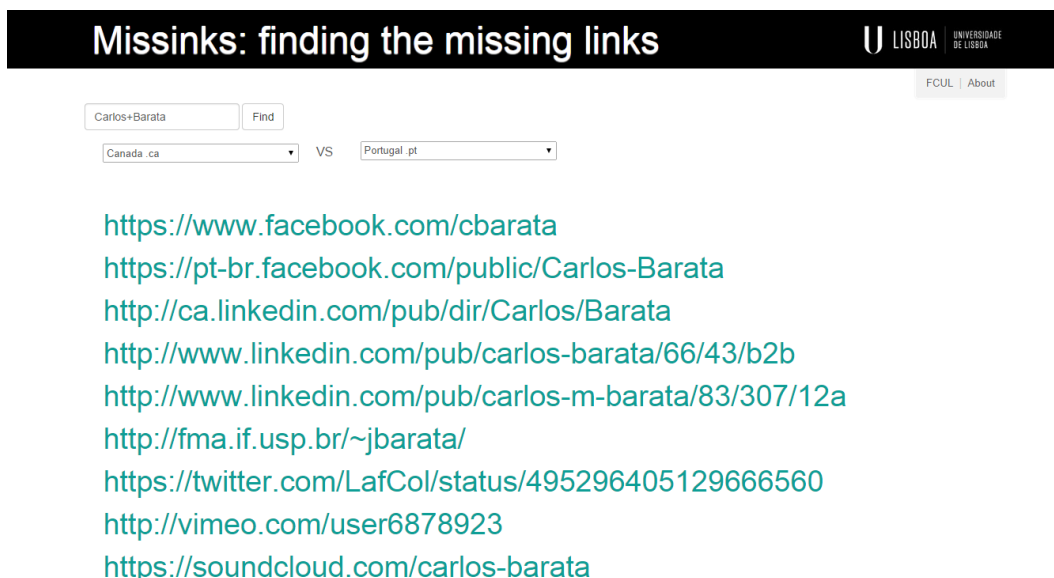 Missinks: finding the missing links
LISBOA UNIVERSIDADE DE LISBOA
FCUL | About
Carlos+Barata Find
Canada .ca VS Portugal .pt
https://www.facebook.com/cbarata
https://pt-br.facebook.com/public/Carlos-Barata
http://ca.linkedin.com/pub/dir/Carlos/Barata
http://www.linkedin.com/pub/carlos-barata/66/43/b2b
http://www.linkedin.com/pub/carlos-m-barata/83/307/12a
http://fma.if.usp.br/~jbarata/
https://twitter.com/LafCol/status/495296405129666560
http://vimeo.com/user6878923
https://soundcloud.com/carlos-barata